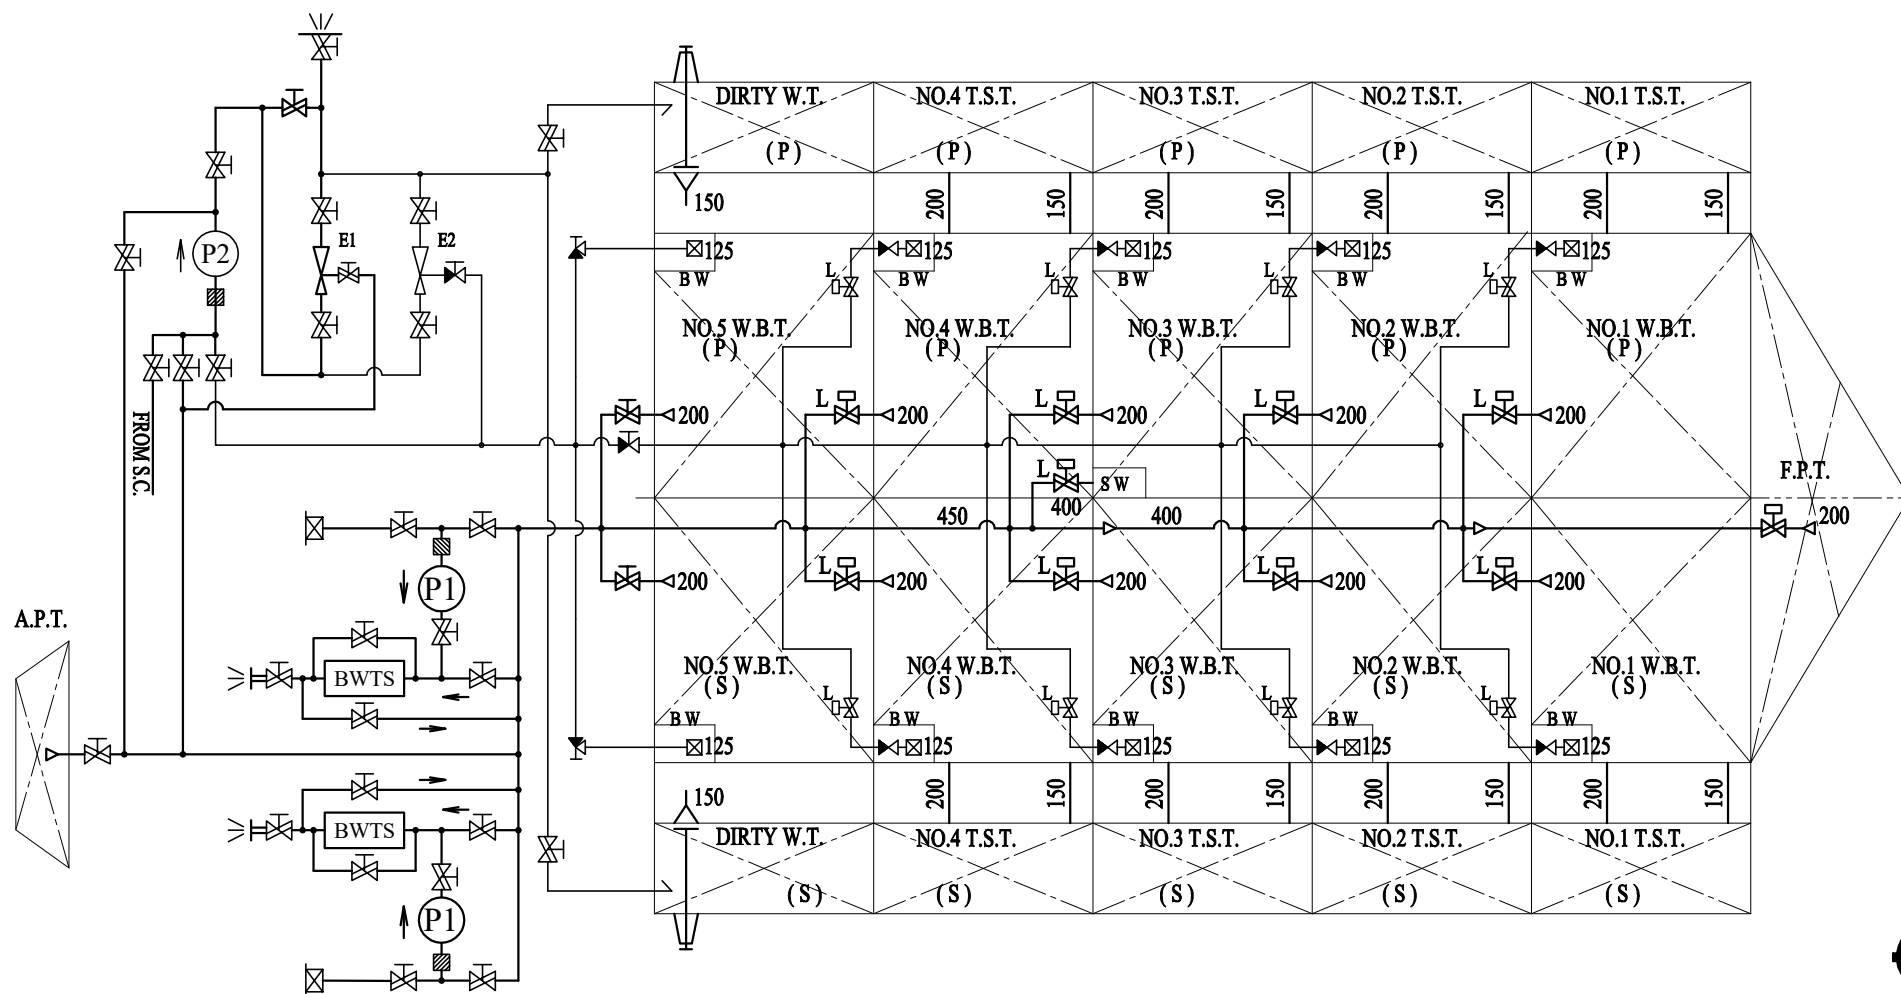 DIRTY W.T.
NO.4 T.S.T.
NO.3 T.S.T.
NO.2 T.S.T.
NO.1 T.S.T.
(P)
(P)
(P)
(P)
(P)
150
200
150
200
150
200
150
200
150
P2
E1
E2
125
125
125
125
125
BW
BW
BW
BW
BW
L
L
L
L
NO.5 W.B.T.
(P)
NO.4 W.B.T.
(P)
NO.3 W.B.T.
(P)
NO.2 W.B.T.
(P)
NO.1 W.B.T.
(P)
FROM S.C.
200
L
200
L
200
L
200
L
200
L
SW
F.P.T.
400
450
400
200
P1
200
L
200
L
200
L
200
L
200
A.P.T.
BWTS
NO.5 W.B.T.
(S)
NO.4 W.B.T.
(S)
NO.3 W.B.T.
(S)
NO.2 W.B.T.
(S)
NO.1 W.B.T.
(S)
L
L
L
L
BW
BW
BW
BW
BW
125
125
125
125
125
150
200
150
200
150
200
150
200
150
BWTS
DIRTY W.T.
NO.4 T.S.T.
NO.3 T.S.T.
NO.2 T.S.T.
NO.1 T.S.T.
(S)
(S)
(S)
(S)
(S)
P1